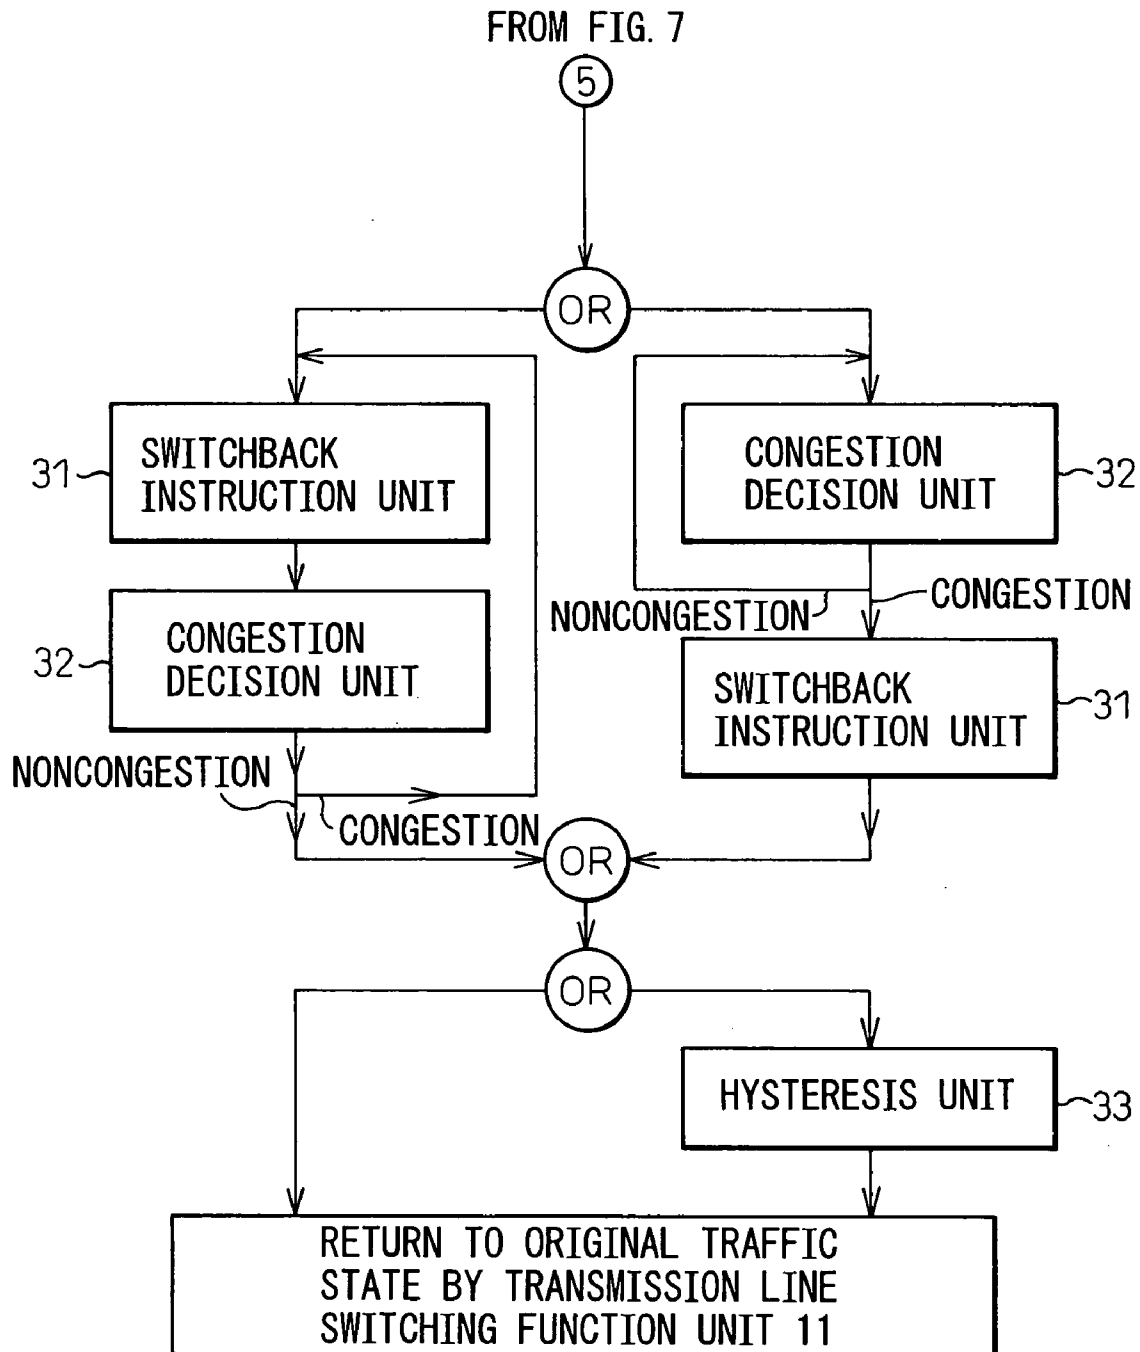 FROM FIG. 7
5
OR
SWITCHBACK
INSTRUCTION UNIT
31
CONGESTION
DECISION UNIT
32
CONGESTION
DECISION UNIT
32
NONCONGESTION
CONGESTION
SWITCHBACK
INSTRUCTION UNIT
31
NONCONGESTION
CONGESTION
OR
OR
HYSTERESIS UNIT
33
RETURN TO ORIGINAL TRAFFIC
STATE BY TRANSMISSION LINE
SWITCHING FUNCTION UNIT 11